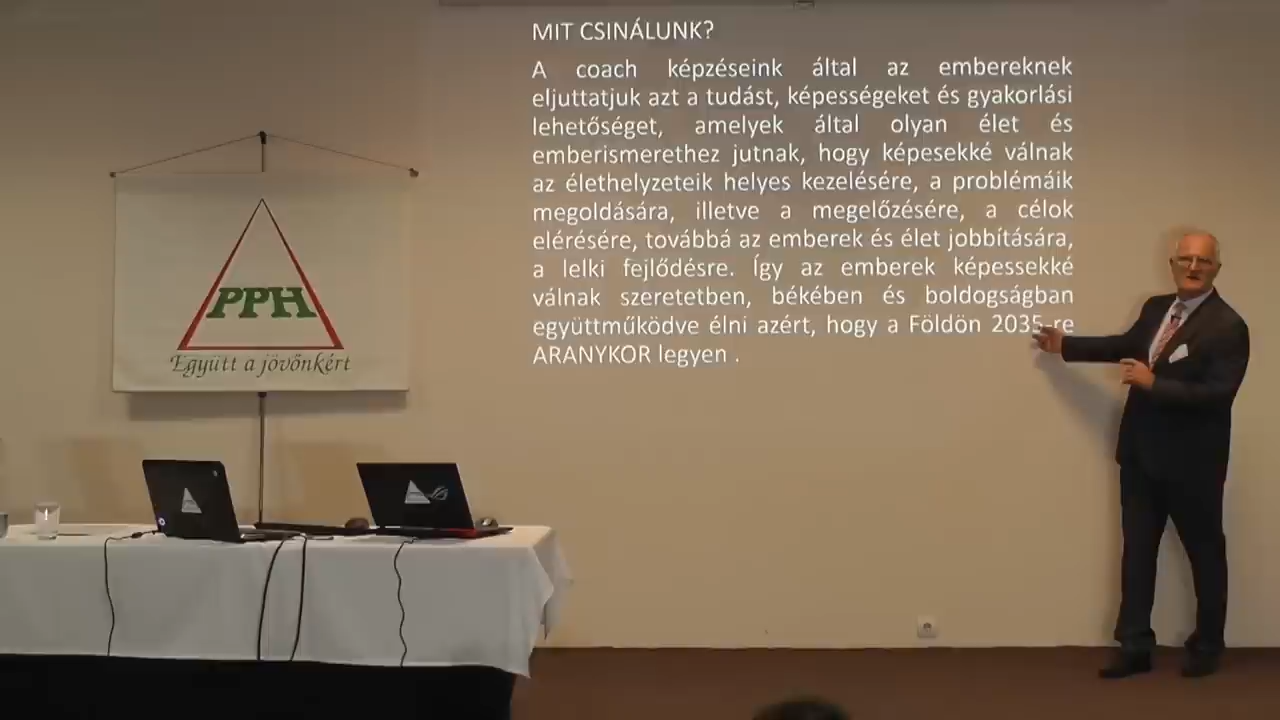 MIT CSINÁLUNK?
A coach képzéseink által az embereknek
eljuttatjuk azt a tudást, képességeket és gyakorlási
lehetőséget, amelyek által olyan élet és
emberismerethez jutnak, hogy képesekké válnak
az élethelyzeteik helyes kezelésére, a problémáik
megoldására, illetve a megelőzésére, a célok
elérésére, továbbá az emberek és élet jobbítására,
a lelki fejlődésre. Így az emberek képessekké
válnak szeretetben, békében és boldogságban
együttműködve élni azért, hogy a Földön 2035-re
ARANYKOR legyen .
PPH
Együtt a jövőnkért